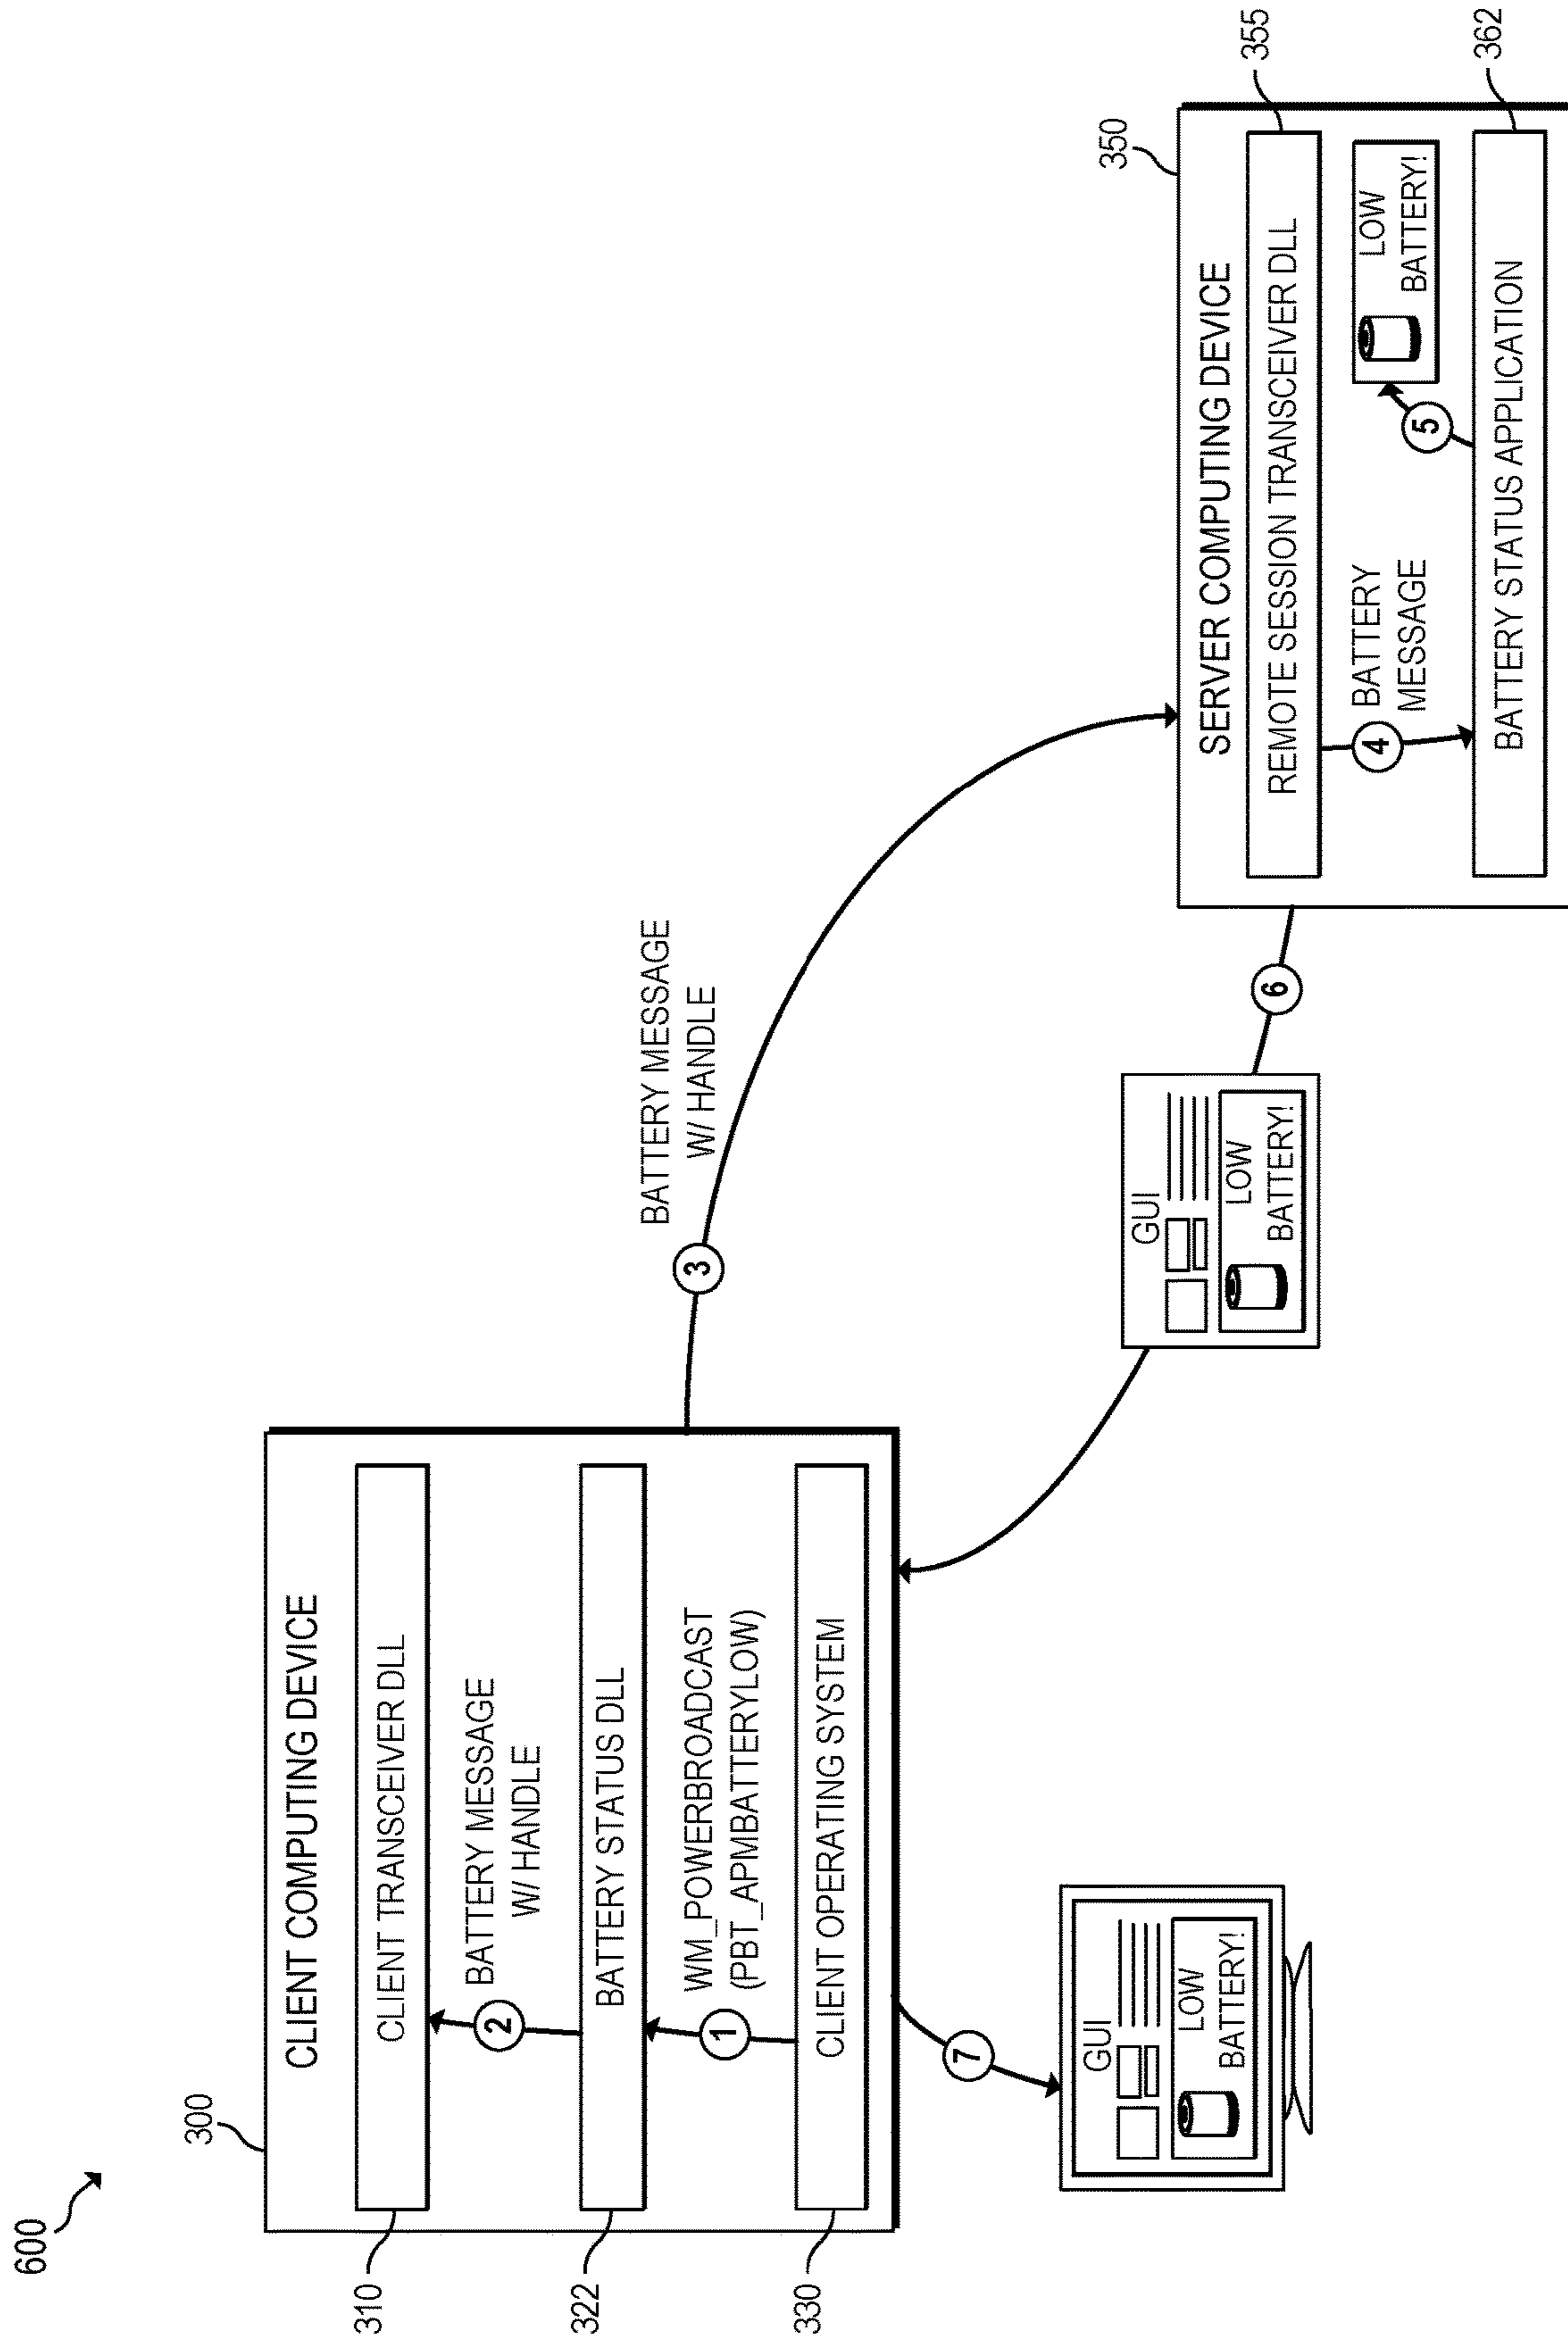 600
300
CLIENT COMPUTING DEVICE
310
CLIENT TRANSCEIVER DLL
2
BATTERY MESSAGE
W/ HANDLE
322
BATTERY STATUS DLL
1
WM_POWERBROADCAST
(PBT_APMBATTERYLOW)
330
CLIENT OPERATING SYSTEM
3
BATTERY MESSAGE
W/ HANDLE
7
GUI
LOW
BATTERY!
GUI
LOW
BATTERY!
6
350
SERVER COMPUTING DEVICE
REMOTE SESSION TRANSCEIVER DLL
355
4
BATTERY
MESSAGE
5
LOW
BATTERY!
BATTERY STATUS APPLICATION
362